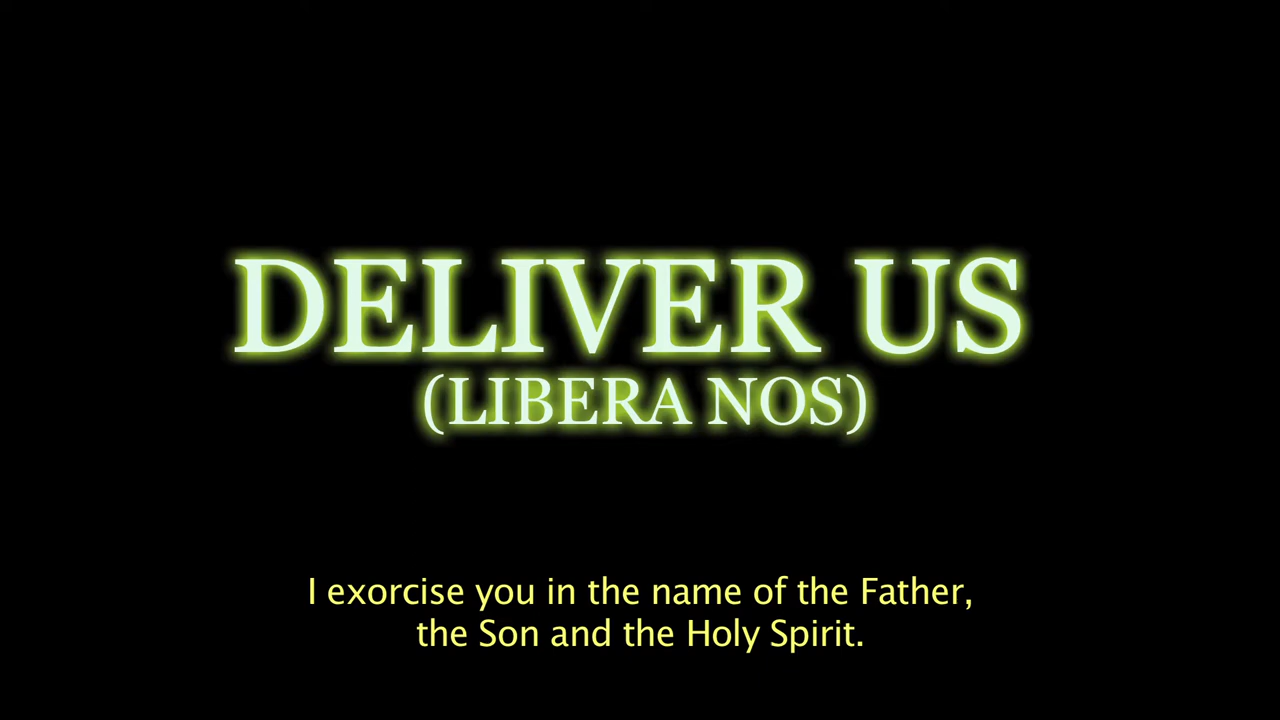 DELIVER US
(LIBERA NOS)
I exorcise you in the name of the Father,
the Son and the Holy Spirit.